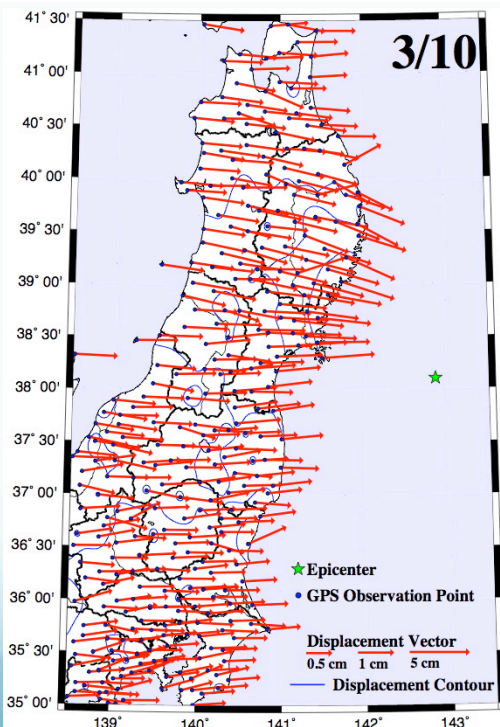 41° 30'
3/10
41° 00'
40° 30'
40° 00'
39° 30'
39° 00'
38° 30'
38° 00'
37° 30'
37° 00'
36° 30'
36° 00'
35° 30'
35° 00'
Epicenter
GPS Observation Point
Displacement Vector
0.5 cm 1 cm 5 cm
Displacement Contour
139° 140° 141° 142° 143°